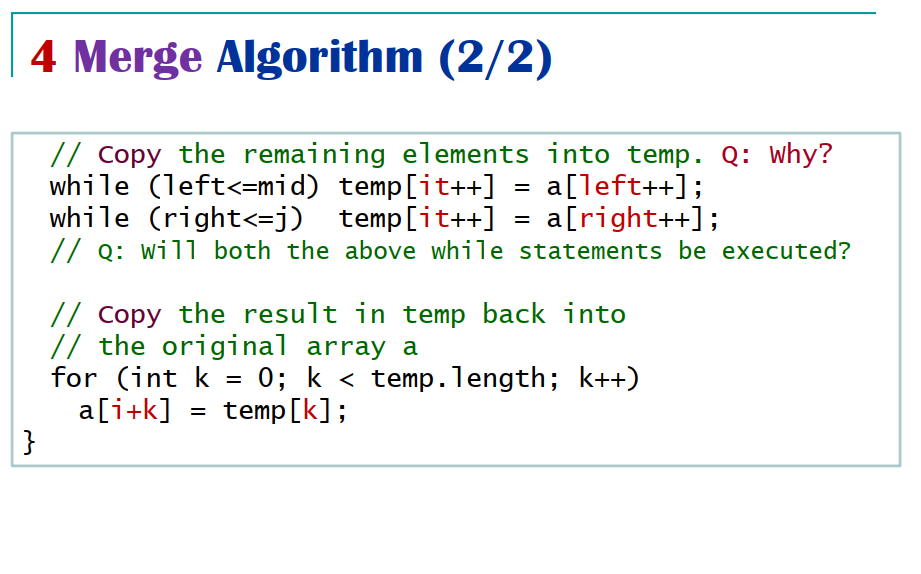 4 Merge Algorithm (2/2)
// Copy the remaining elements into temp. Q: Why?
while (left<=mid) temp[it++] = a[left++];
while (right<=j)  temp[it++] = a[right++];
// Q: Will both the above while statements be executed?
// Copy the result in temp back into
// the original array a
for (int k = 0; k < temp.length; k++)
a[i+k] = temp[k];
}